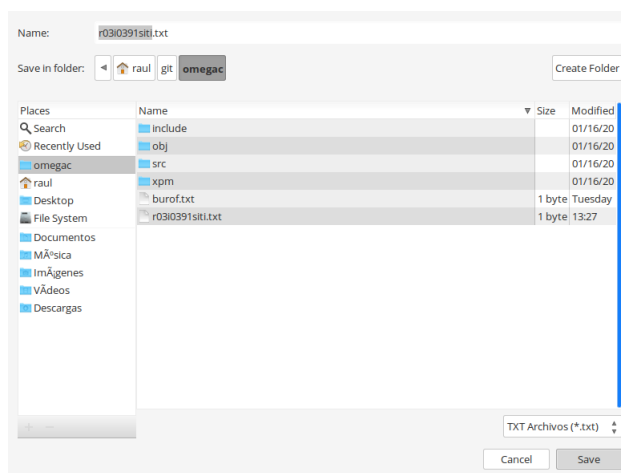 Name: r03i0391siti.txt
Save in folder: raul git omegac Create Folder
Places Name Size Modified
Search include 01/16/20
Recently Used obj 01/16/20
omegac src 01/16/20
raul xpm 01/16/20
Desktop burof.txt 1 byte Tuesday
File System r03i0391siti.txt 1 byte 13:27
Documentos
MÃºsica
ImÃ¡genes
VÃ­deos
Descargas
TXT Archivos (*.txt)
Cancel Save